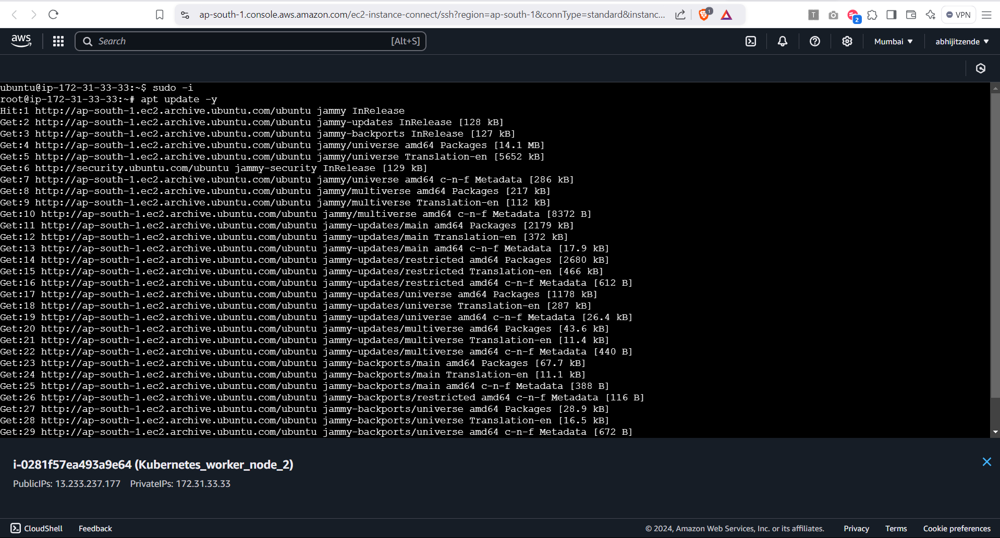 ap-south-1.console.aws.amazon.com/ec2-instance-connect/ssh?region=ap-south-1&connType=standard&instanc...
1
T
2
VPN
aws
Search
[Alt+S]
Mumbai
abhijitzende
ubuntu@ip-172-31-33-33:~$ sudo -i
root@ip-172-31-33-33:~# apt update -y
Hit:1 http://ap-south-1.ec2.archive.ubuntu.com/ubuntu jammy InRelease
Get:2 http://ap-south-1.ec2.archive.ubuntu.com/ubuntu jammy-updates InRelease [128 kB]
Get:3 http://ap-south-1.ec2.archive.ubuntu.com/ubuntu jammy-backports InRelease [127 kB]
Get:4 http://ap-south-1.ec2.archive.ubuntu.com/ubuntu jammy/universe amd64 Packages [14.1 MB]
Get:5 http://ap-south-1.ec2.archive.ubuntu.com/ubuntu jammy/universe Translation-en [5652 kB]
Get:6 http://security.ubuntu.com/ubuntu jammy-security InRelease [129 kB]
Get:7 http://ap-south-1.ec2.archive.ubuntu.com/ubuntu jammy/universe amd64 c-n-f Metadata [286 kB]
Get:8 http://ap-south-1.ec2.archive.ubuntu.com/ubuntu jammy/multiverse amd64 Packages [217 kB]
Get:9 http://ap-south-1.ec2.archive.ubuntu.com/ubuntu jammy/multiverse Translation-en [112 kB]
Get:10 http://ap-south-1.ec2.archive.ubuntu.com/ubuntu jammy/multiverse amd64 c-n-f Metadata [8372 B]
Get:11 http://ap-south-1.ec2.archive.ubuntu.com/ubuntu jammy-updates/main amd64 Packages [2179 kB]
Get:12 http://ap-south-1.ec2.archive.ubuntu.com/ubuntu jammy-updates/main Translation-en [372 kB]
Get:13 http://ap-south-1.ec2.archive.ubuntu.com/ubuntu jammy-updates/main amd64 c-n-f Metadata [17.9 kB]
Get:14 http://ap-south-1.ec2.archive.ubuntu.com/ubuntu jammy-updates/restricted amd64 Packages [2680 kB]
Get:15 http://ap-south-1.ec2.archive.ubuntu.com/ubuntu jammy-updates/restricted Translation-en [466 kB]
Get:16 http://ap-south-1.ec2.archive.ubuntu.com/ubuntu jammy-updates/restricted amd64 c-n-f Metadata [612 B]
Get:17 http://ap-south-1.ec2.archive.ubuntu.com/ubuntu jammy-updates/universe amd64 Packages [1178 kB]
Get:18 http://ap-south-1.ec2.archive.ubuntu.com/ubuntu jammy-updates/universe Translation-en [287 kB]
Get:19 http://ap-south-1.ec2.archive.ubuntu.com/ubuntu jammy-updates/universe amd64 c-n-f Metadata [26.4 kB]
Get:20 http://ap-south-1.ec2.archive.ubuntu.com/ubuntu jammy-updates/multiverse amd64 Packages [43.6 kB]
Get:21 http://ap-south-1.ec2.archive.ubuntu.com/ubuntu jammy-updates/multiverse Translation-en [11.4 kB]
Get:22 http://ap-south-1.ec2.archive.ubuntu.com/ubuntu jammy-updates/multiverse amd64 c-n-f Metadata [440 B]
Get:23 http://ap-south-1.ec2.archive.ubuntu.com/ubuntu jammy-backports/main amd64 Packages [67.7 kB]
Get:24 http://ap-south-1.ec2.archive.ubuntu.com/ubuntu jammy-backports/main Translation-en [11.1 kB]
Get:25 http://ap-south-1.ec2.archive.ubuntu.com/ubuntu jammy-backports/main amd64 c-n-f Metadata [388 B]
Get:26 http://ap-south-1.ec2.archive.ubuntu.com/ubuntu jammy-backports/restricted amd64 c-n-f Metadata [116 B]
Get:27 http://ap-south-1.ec2.archive.ubuntu.com/ubuntu jammy-backports/universe amd64 Packages [28.9 kB]
Get:28 http://ap-south-1.ec2.archive.ubuntu.com/ubuntu jammy-backports/universe Translation-en [16.5 kB]
Get:29 http://ap-south-1.ec2.archive.ubuntu.com/ubuntu jammy-backports/universe amd64 c-n-f Metadata [672 B]
i-0281f57ea493a9e64 (Kubernetes_worker_node_2)
PublicIPs: 13.233.237.177 PrivateIPs: 172.31.33.33
CloudShell Feedback © 2024, Amazon Web Services, Inc. or its affiliates. Privacy Terms Cookie preferences